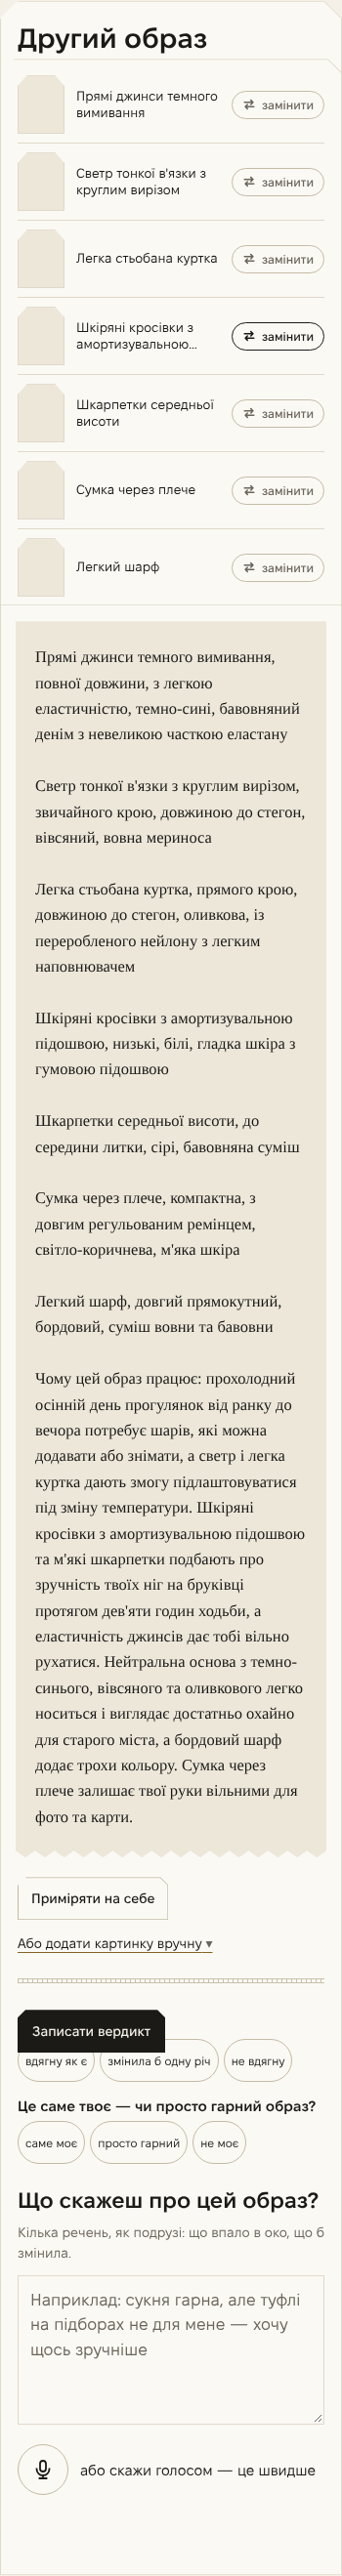 Другий образ
Прямі джинси темного
вимивання
замінити
Светр тонкої в'язки з
круглим вирізом
замінити
Легка стьобана куртка
замінити
Шкіряні кросівки з
амортизувальною...
замінити
Шкарпетки середньої
висоти
замінити
Сумка через плече
замінити
Легкий шарф
замінити
Прямі джинси темного вимивання,
повної довжини, з легкою
еластичністю, темно-сині, бавовняний
денім з невеликою часткою еластану
Светр тонкої в'язки з круглим вирізом,
звичайного крою, довжиною до стегон,
вівсяний, вовна мериноса
Легка стьобана куртка, прямого крою,
довжиною до стегон, оливкова, із
переробленого нейлону з легким
наповнювачем
Шкіряні кросівки з амортизувальною
підошвою, низькі, білі, гладка шкіра з
гумовою підошвою
Шкарпетки середньої висоти, до
середини литки, сірі, бавовняна суміш
Сумка через плече, компактна, з
довгим регульованим ремінцем,
світло-коричнева, м'яка шкіра
Легкий шарф, довгий прямокутний,
бордовий, суміш вовни та бавовни
Чому цей образ працює: прохолодний
осінній день прогулянок від ранку до
вечора потребує шарів, які можна
додавати або знімати, а светр і легка
куртка дають змогу підлаштовуватися
під зміну температури. Шкіряні
кросівки з амортизувальною підошвою
та м'які шкарпетки подбають про
зручність твоїх ніг на бруківці
протягом дев'яти годин ходьби, а
еластичність джинсів дає тобі вільно
рухатися. Нейтральна основа з темно-
синього, вівсяного та оливкового легко
носиться і виглядає достатньо охайно
для старого міста, а бордовий шарф
додає трохи кольору. Сумка через
плече залишає твої руки вільними для
фото та карти.
Приміряти на себе
Або додати картинку вручну ▾
Записати вердикт
вдягну як є
змінила б одну річ
не вдягну
Це саме твоє — чи просто гарний образ?
саме моє
просто гарний
не моє
Що скажеш про цей образ?
Кілька речень, як подрузі: що впало в око, що б
змінила.
Наприклад: сукня гарна, але туфлі
на підборах не для мене — хочу
щось зручніше
або скажи голосом — це швидше